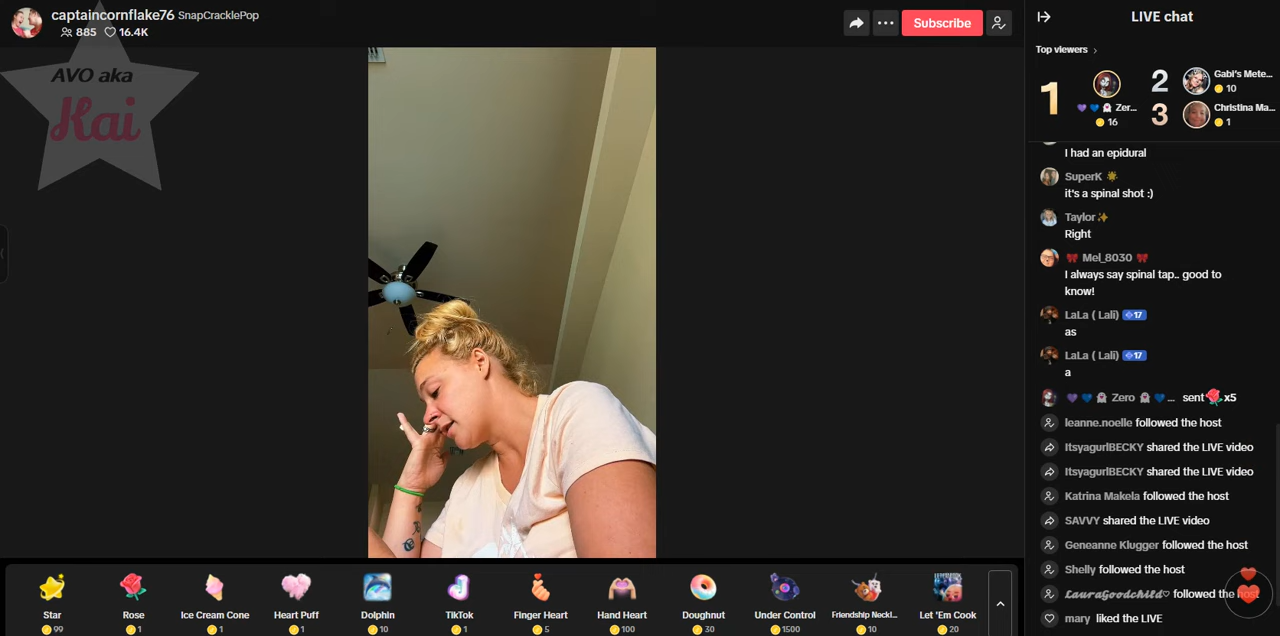 captaincornflake76 SnapCracklePop
885 16.4K
Subscribe
AVO aka
Kai
LIVE chat
Top viewers
1
Zer...
16
2
Gabi's Mete...
10
3
Christina Ma...
1
I had an epidural
SuperK
it's a spinal shot :)
Taylor
Right
Mel_8030
I always say spinal tap.. good to
know!
LaLa ( Lali) 17
as
LaLa ( Lali) 17
a
Zero ... sent x5
leanne.noelle followed the host
ItsyagurlBECKY shared the LIVE video
ItsyagurlBECKY shared the LIVE video
Katrina Makela followed the host
SAVVY shared the LIVE video
Geneanne Klugger followed the host
Shelly followed the host
LauraGoodchild followed the host
mary liked the LIVE
Star Rose Ice Cream Cone Heart Puff Dolphin TikTok Finger Heart Hand Heart Doughnut Under Control Friendship Neckl... Let 'Em Cook
99 1 1 1 10 1 5 100 30 1500 10 20